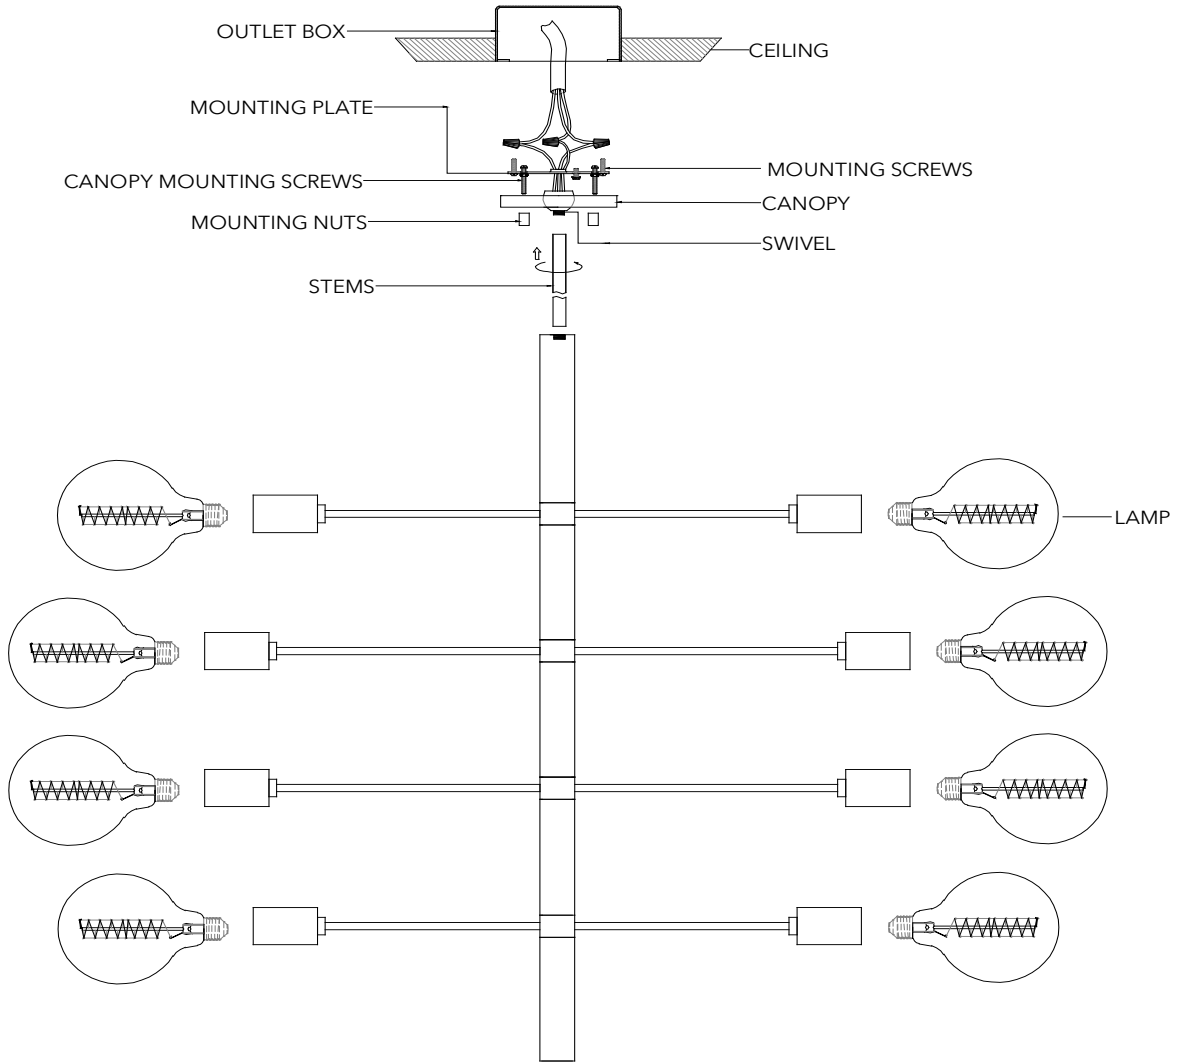 OUTLET BOX
CEILING
MOUNTING PLATE
MOUNTING SCREWS
CANOPY MOUNTING SCREWS
CANOPY
MOUNTING NUTS
SWIVEL
STEMS
LAMP